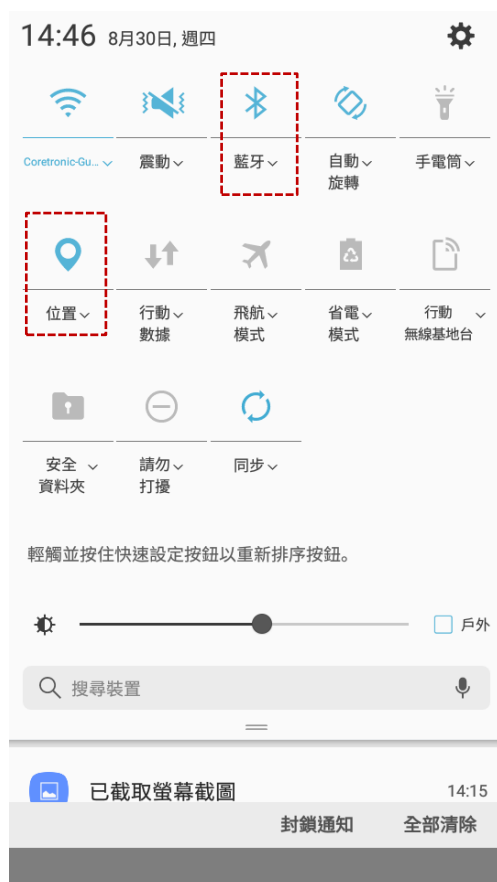 14:46 8月30日, 週四
Coretronic-Gu... 震動 藍牙 自動 手電筒
旋轉
位置 行動 飛航 省電 行動
數據 模式 模式 無線基地台
安全 請勿 同步
資料夾 打擾
輕觸並按住快速設定按鈕以重新排序按鈕。
戶外
搜尋裝置
已截取螢幕截圖 14:15
封鎖通知 全部清除